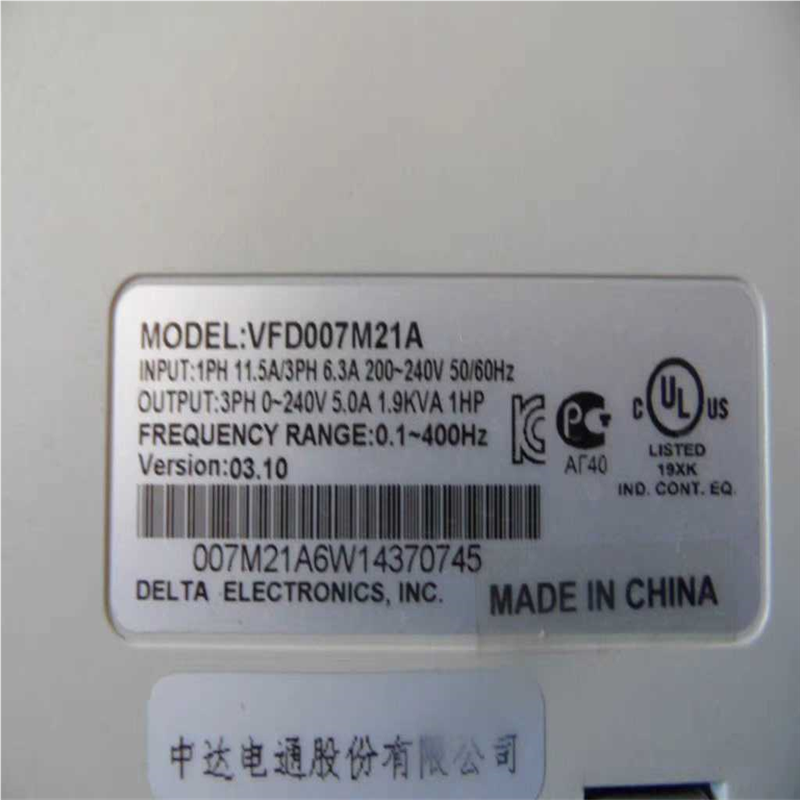 MODEL:VFD007M21A
INPUT:1PH 11.5A/3PH 6.3A 200~240V 50/60Hz
OUTPUT:3PH 0~240V 5.0A 1.9KVA 1HP
FREQUENCY RANGE:0.1~400Hz
Version:03.10
007M21A6W14370745
DELTA ELECTRONICS, INC.
АГ40
C UL US
LISTED
19XK
IND. CONT. EQ.
MADE IN CHINA
中达电通股份有限公司